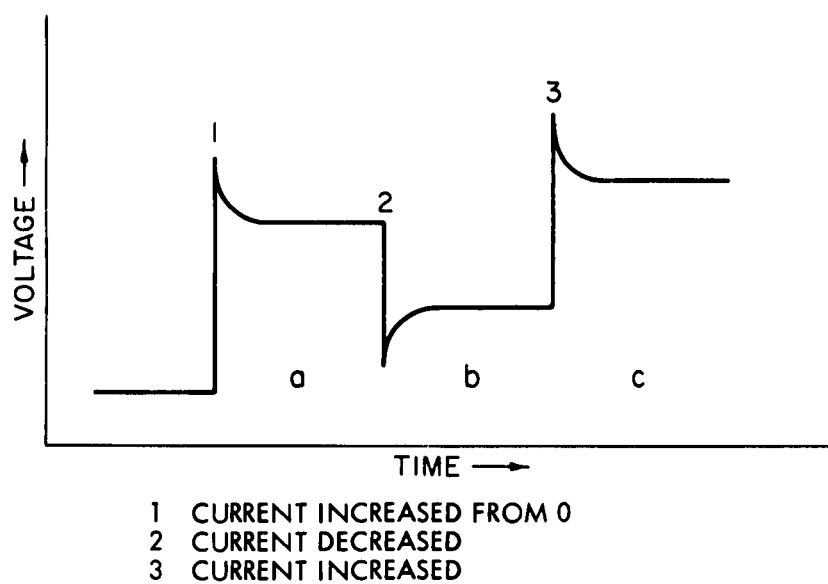 3
1
2
VOLTAGE
a
b
c
TIME
1 CURRENT INCREASED FROM 0
2 CURRENT DECREASED
3 CURRENT INCREASED